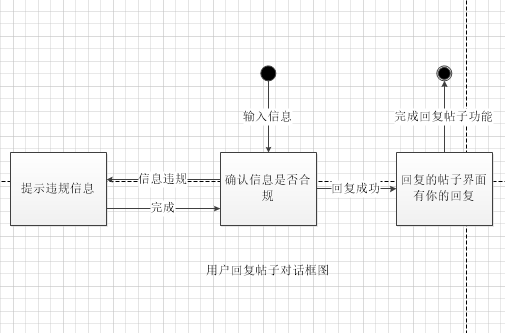 输入信息
完成回复帖子功能
提示违规信息
信息违规
完成
确认信息是否合
规
回复成功
回复的帖子界面
有你的回复
用户回复帖子对话框图